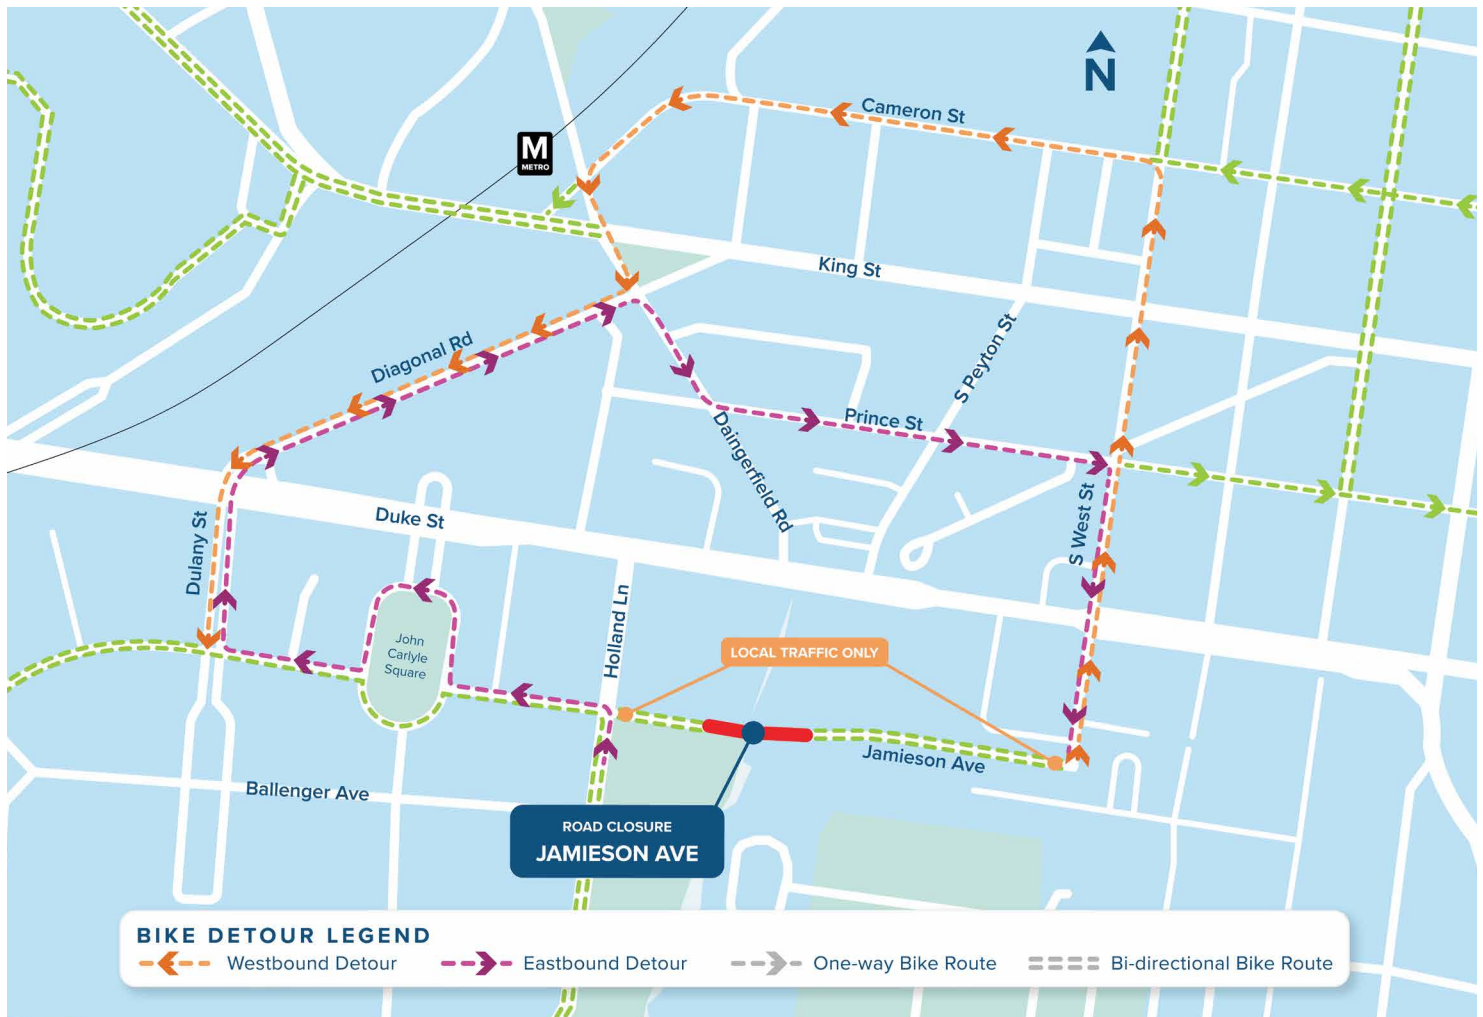 N
Cameron St
M
METRO
King St
Diagonal Rd
S Peyton St
Prince St
Daingerfield Rd
Duke St
Dulany St
S West St
Holland Ln
John
Carlyle
Square
LOCAL TRAFFIC ONLY
Jamieson Ave
Ballenger Ave
ROAD CLOSURE
JAMIESON AVE
BIKE DETOUR LEGEND
Westbound Detour
Eastbound Detour
One-way Bike Route
Bi-directional Bike Route